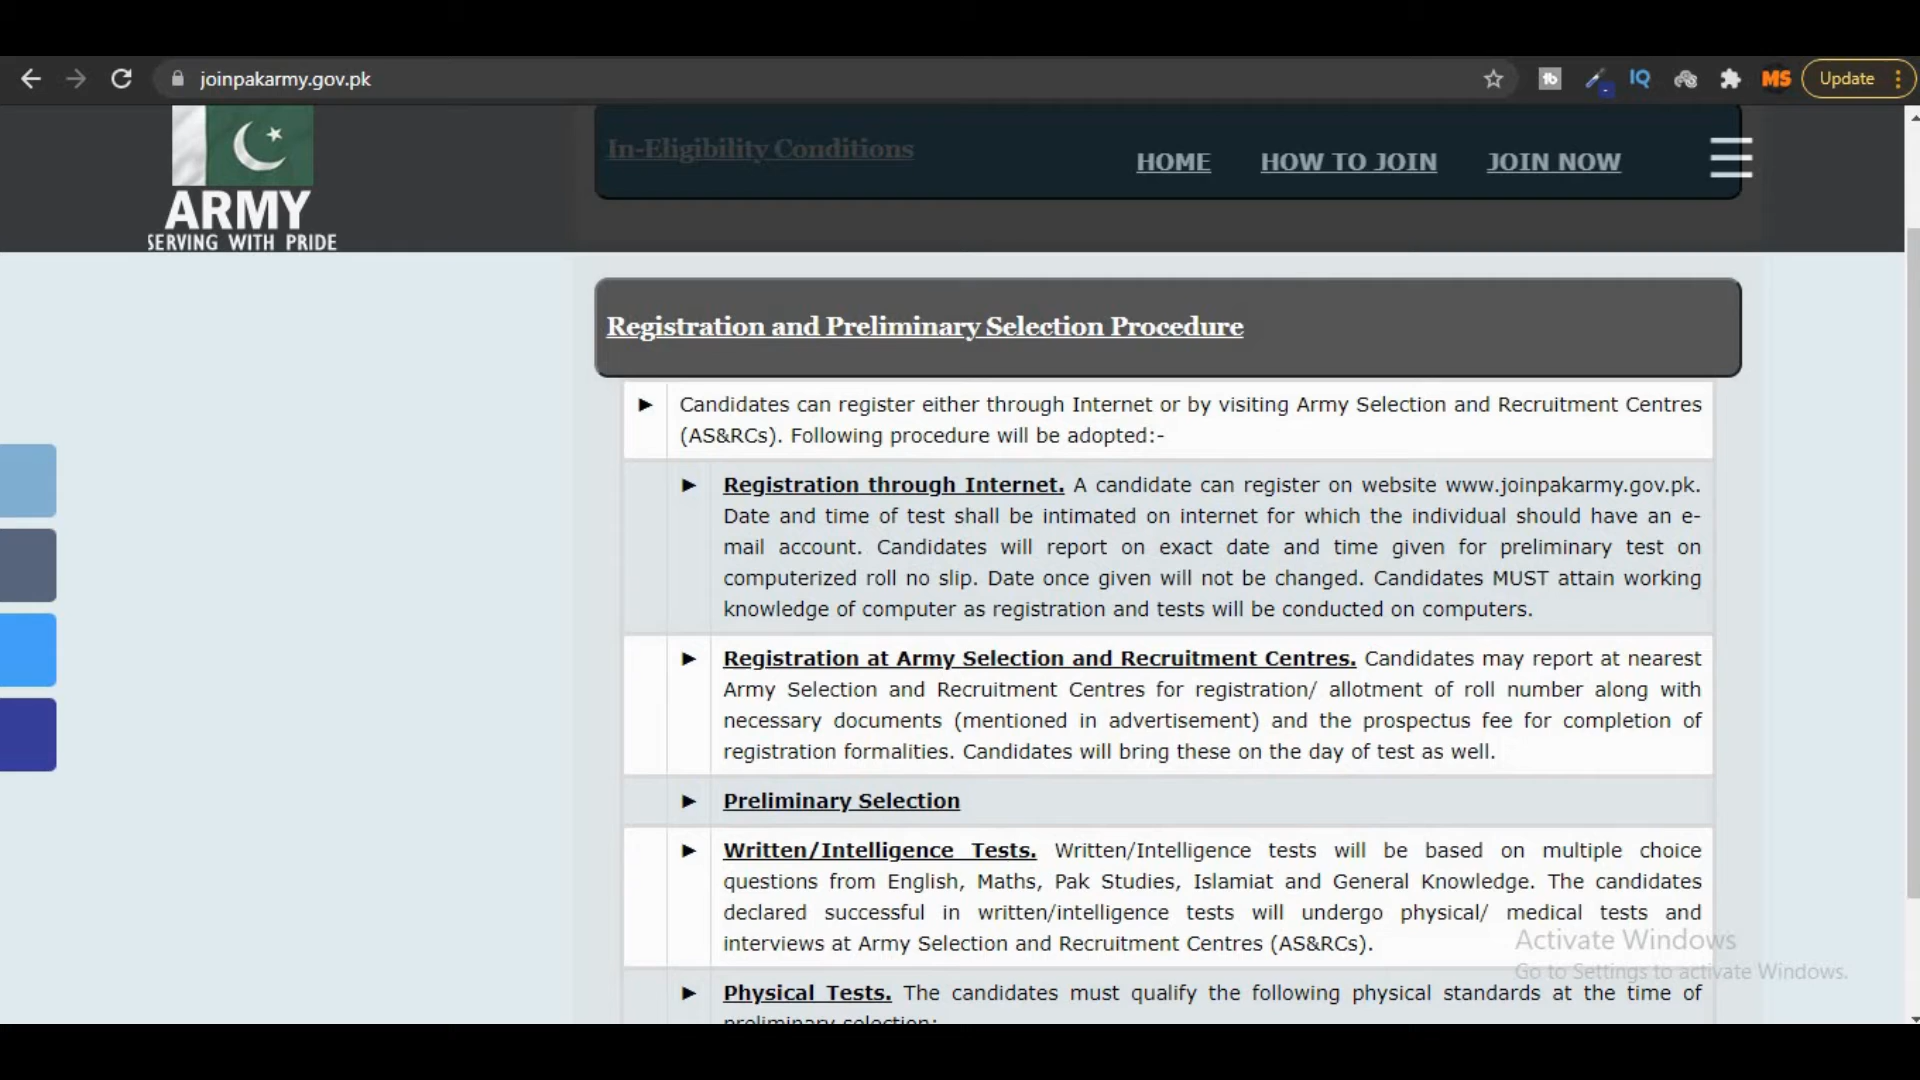 joinpakarmy.gov.pk
IQ
MS
Update
In-Eligibility Conditions
HOME
HOW TO JOIN
JOIN NOW
ARMY
SERVING WITH PRIDE
Registration and Preliminary Selection Procedure
Candidates can register either through Internet or by visiting Army Selection and Recruitment Centres
(AS&RCs). Following procedure will be adopted:-
Registration through Internet. A candidate can register on website www.joinpakarmy.gov.pk.
Date and time of test shall be intimated on internet for which the individual should have an e-
mail account. Candidates will report on exact date and time given for preliminary test on
computerized roll no slip. Date once given will not be changed. Candidates MUST attain working
knowledge of computer as registration and tests will be conducted on computers.
Registration at Army Selection and Recruitment Centres. Candidates may report at nearest
Army Selection and Recruitment Centres for registration/ allotment of roll number along with
necessary documents (mentioned in advertisement) and the prospectus fee for completion of
registration formalities. Candidates will bring these on the day of test as well.
Preliminary Selection
Written/Intelligence Tests. Written/Intelligence tests will be based on multiple choice
questions from English, Maths, Pak Studies, Islamiat and General Knowledge. The candidates
declared successful in written/intelligence tests will undergo physical/ medical tests and
interviews at Army Selection and Recruitment Centres (AS&RCs).
Physical Tests. The candidates must qualify the following physical standards at the time of
preliminary selection:
Activate Windows
Go to Settings to activate Windows.